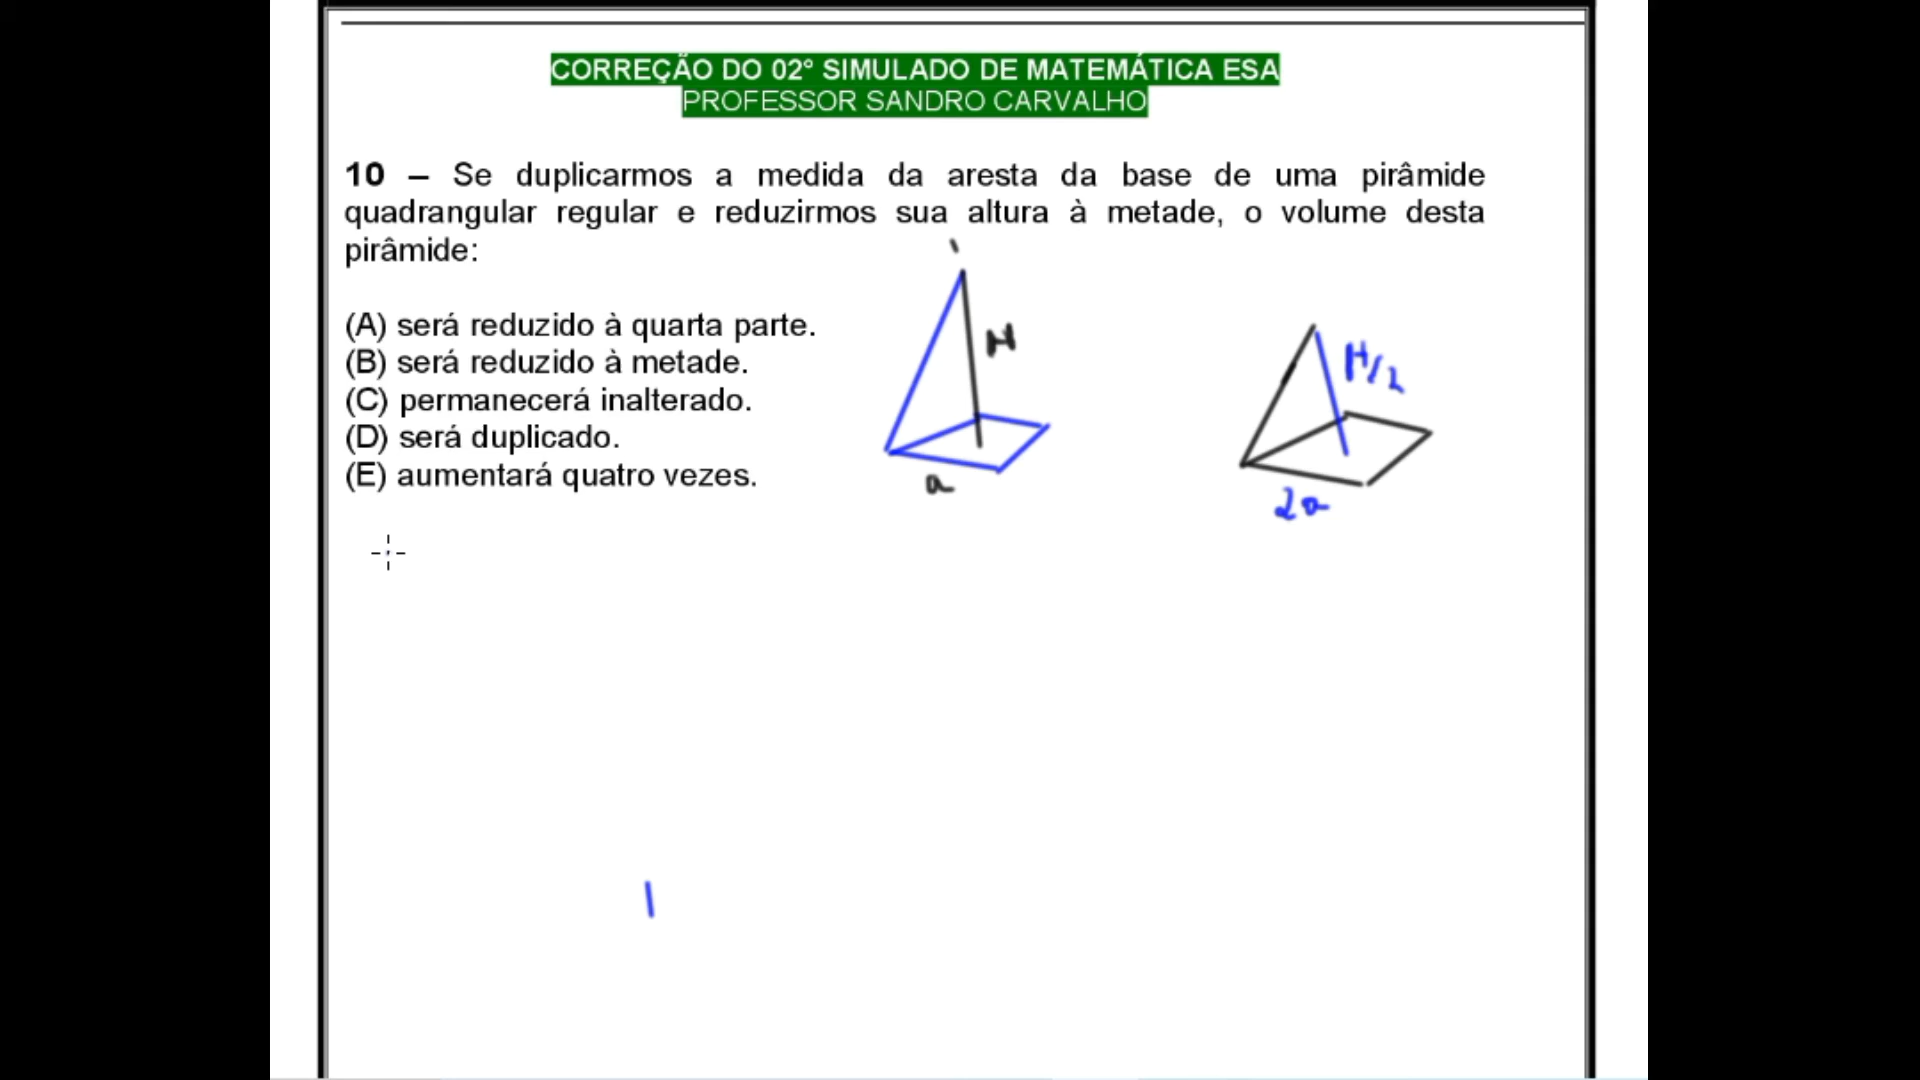 CORREÇÃO DO 02° SIMULADO DE MATEMÁTICA ESA
PROFESSOR SANDRO CARVALHO
10 – Se duplicarmos a medida da aresta da base de uma pirâmide
quadrangular regular e reduzirmos sua altura à metade, o volume desta
pirâmide:
(A) será reduzido à quarta parte.
(B) será reduzido à metade.
(C) permanecerá inalterado.
(D) será duplicado.
(E) aumentará quatro vezes.
H
a
H/2
2a